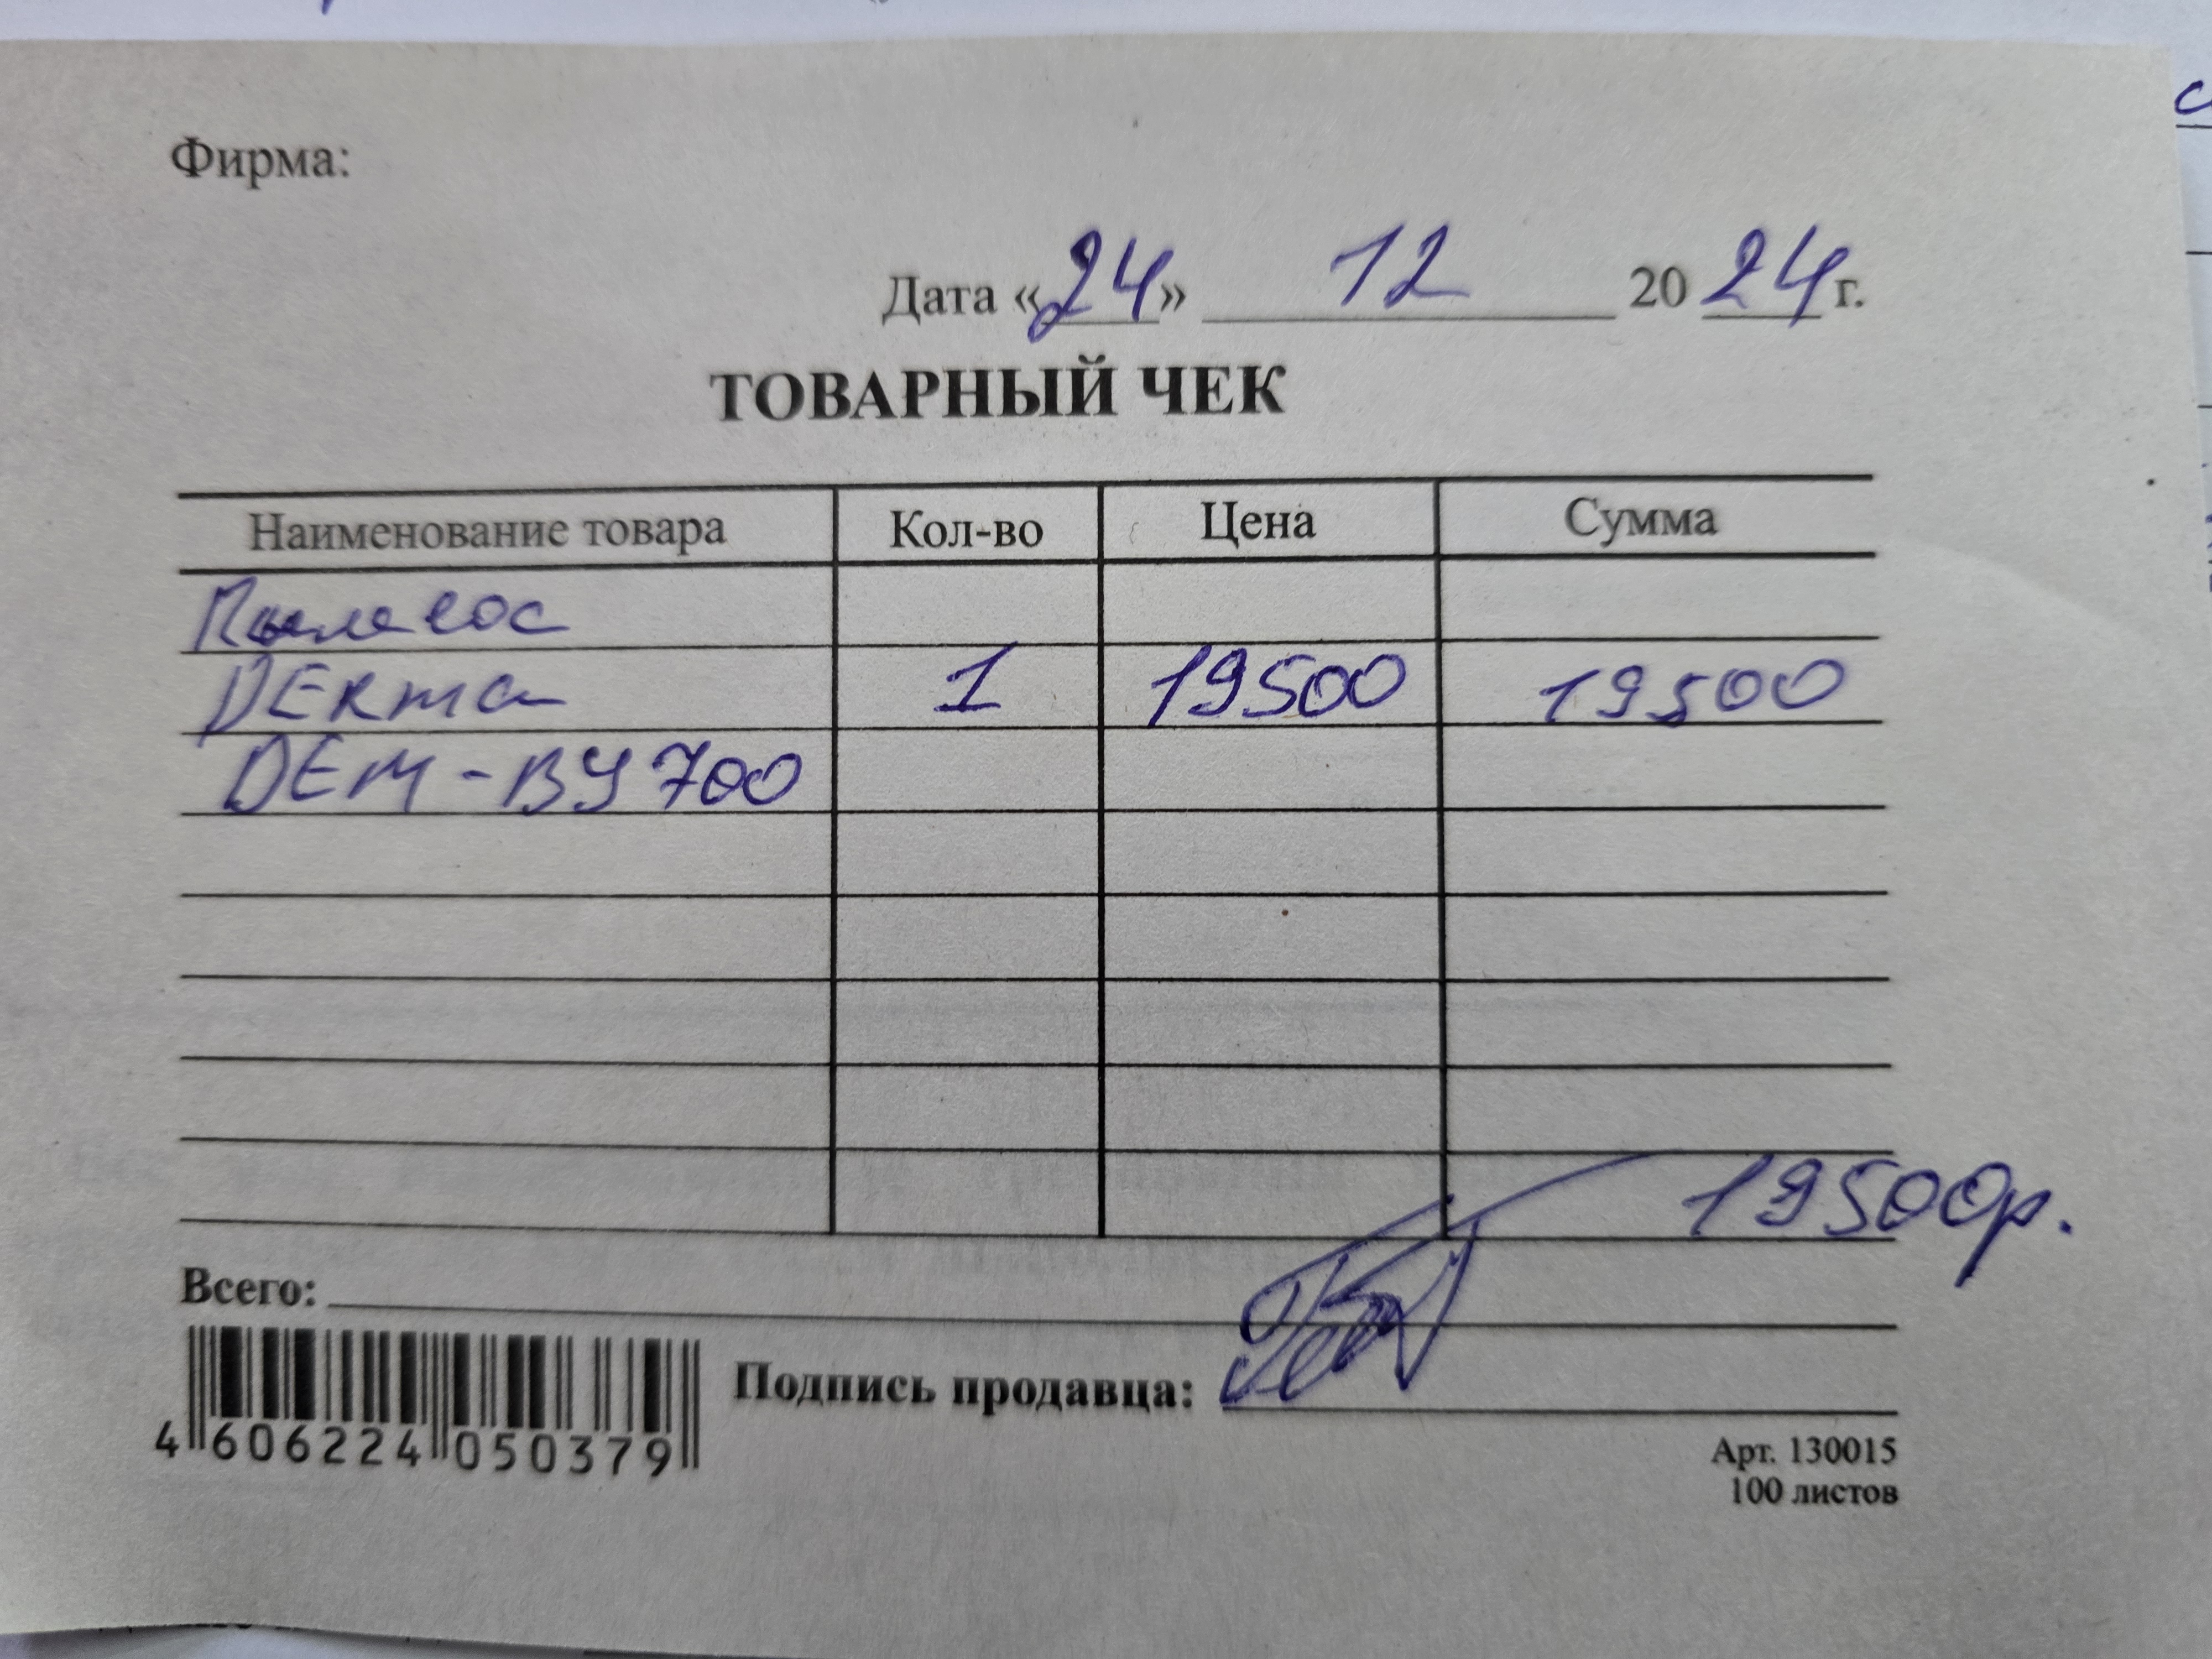 Фирма:
Дата «24» 12 2024 г.
ТОВАРНЫЙ ЧЕК
Наименование товара Кол-во Цена Сумма
Пылесос
DEкта 1 19500 19500
DEM-BY700
19500р.
Всего:
Подпись продавца:
4 606224 050379
Арт. 130015
100 листов